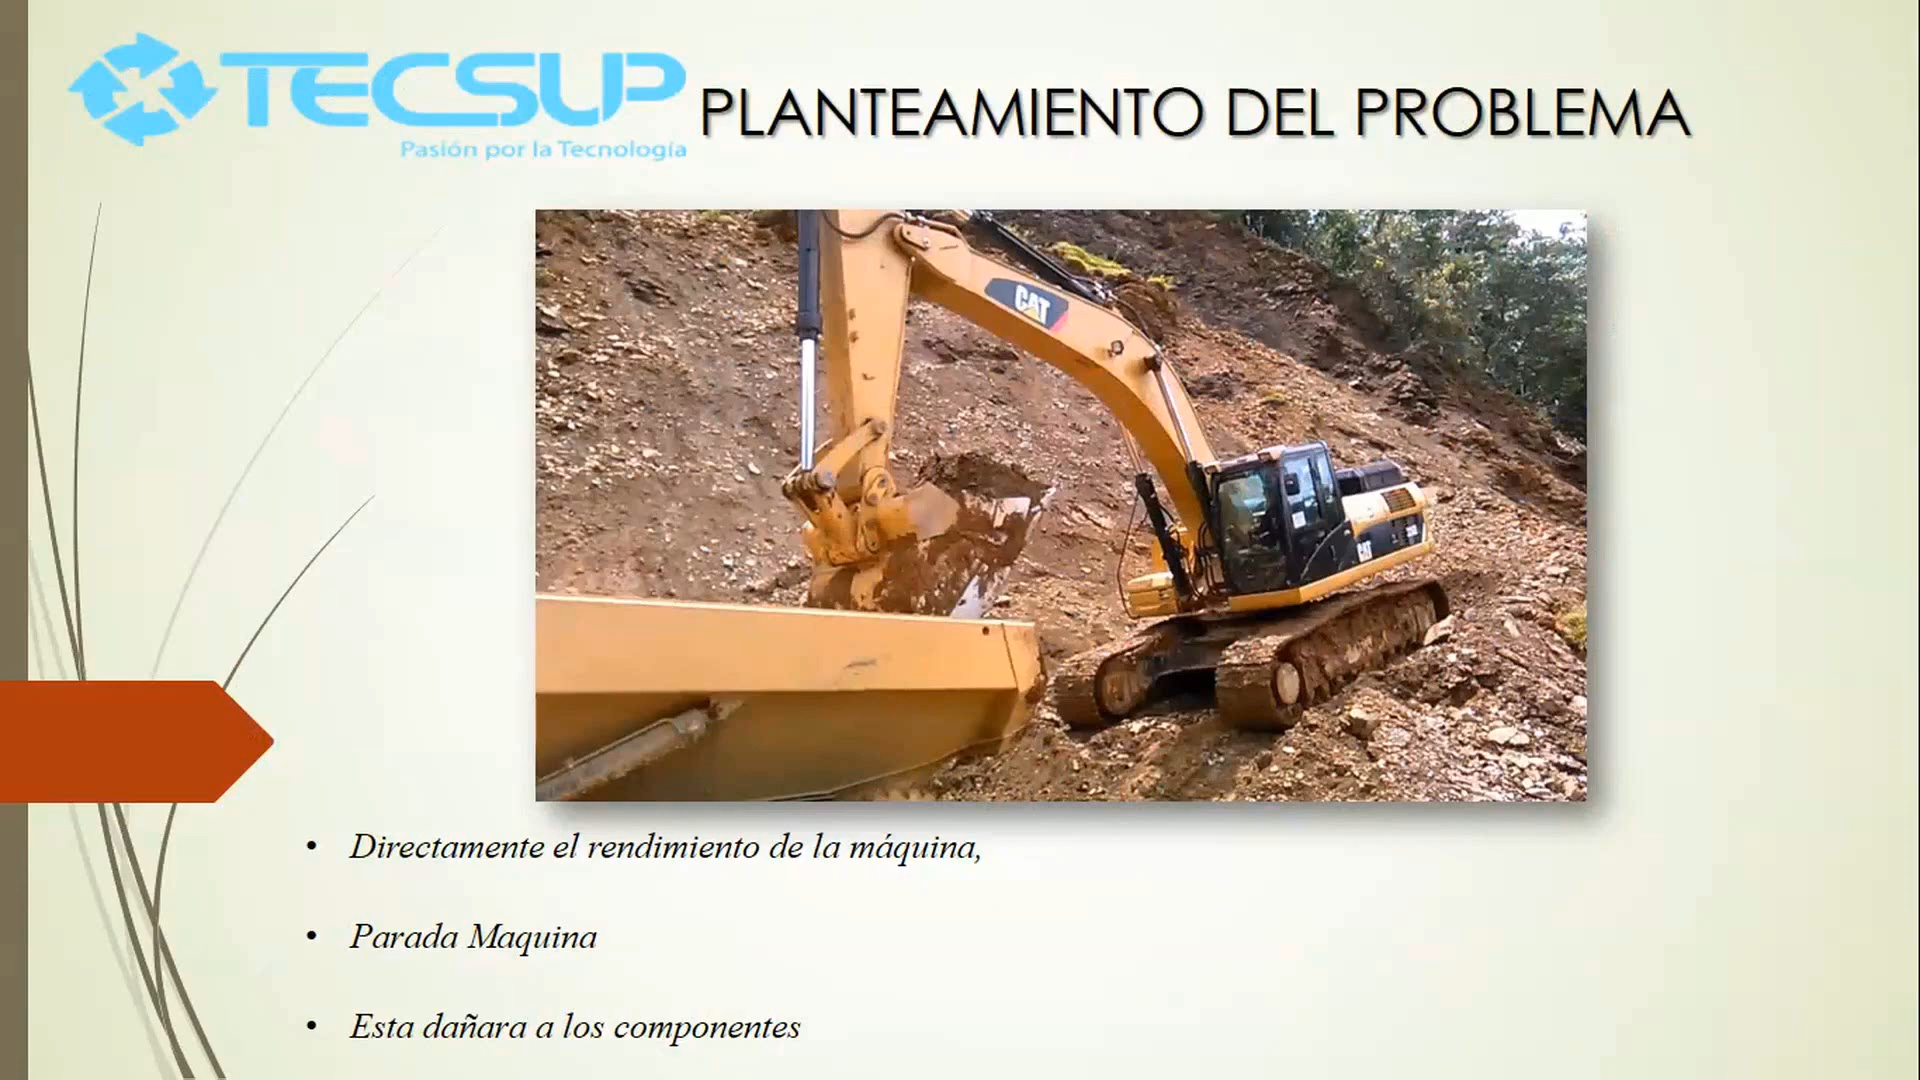 TECSUP
Pasión por la Tecnología
PLANTEAMIENTO DEL PROBLEMA
CAT
CAT
• Directamente el rendimiento de la máquina,
• Parada Maquina
• Esta dañara a los componentes